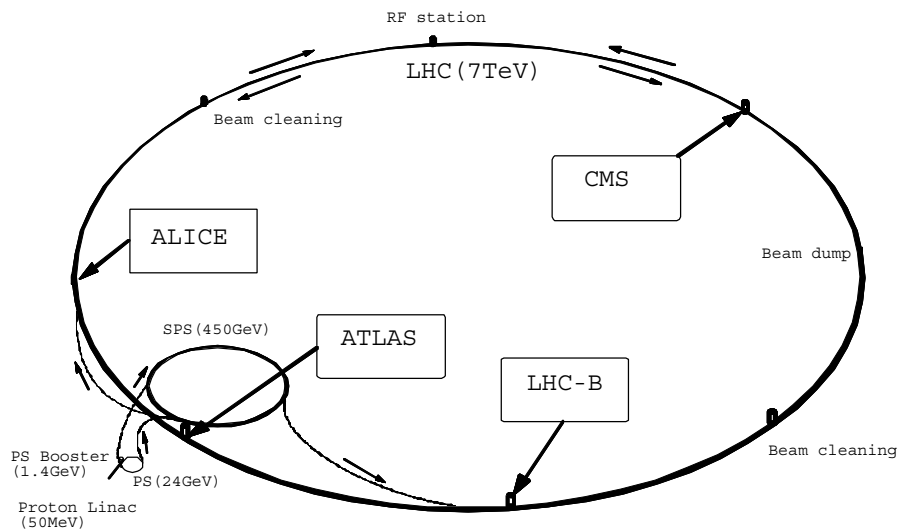 RF station
LHC(7TeV)
Beam cleaning
CMS
ALICE
Beam dump
SPS(450GeV)
ATLAS
LHC-B
Beam cleaning
PS Booster
(1.4GeV)
PS(24GeV)
Proton Linac
(50MeV)